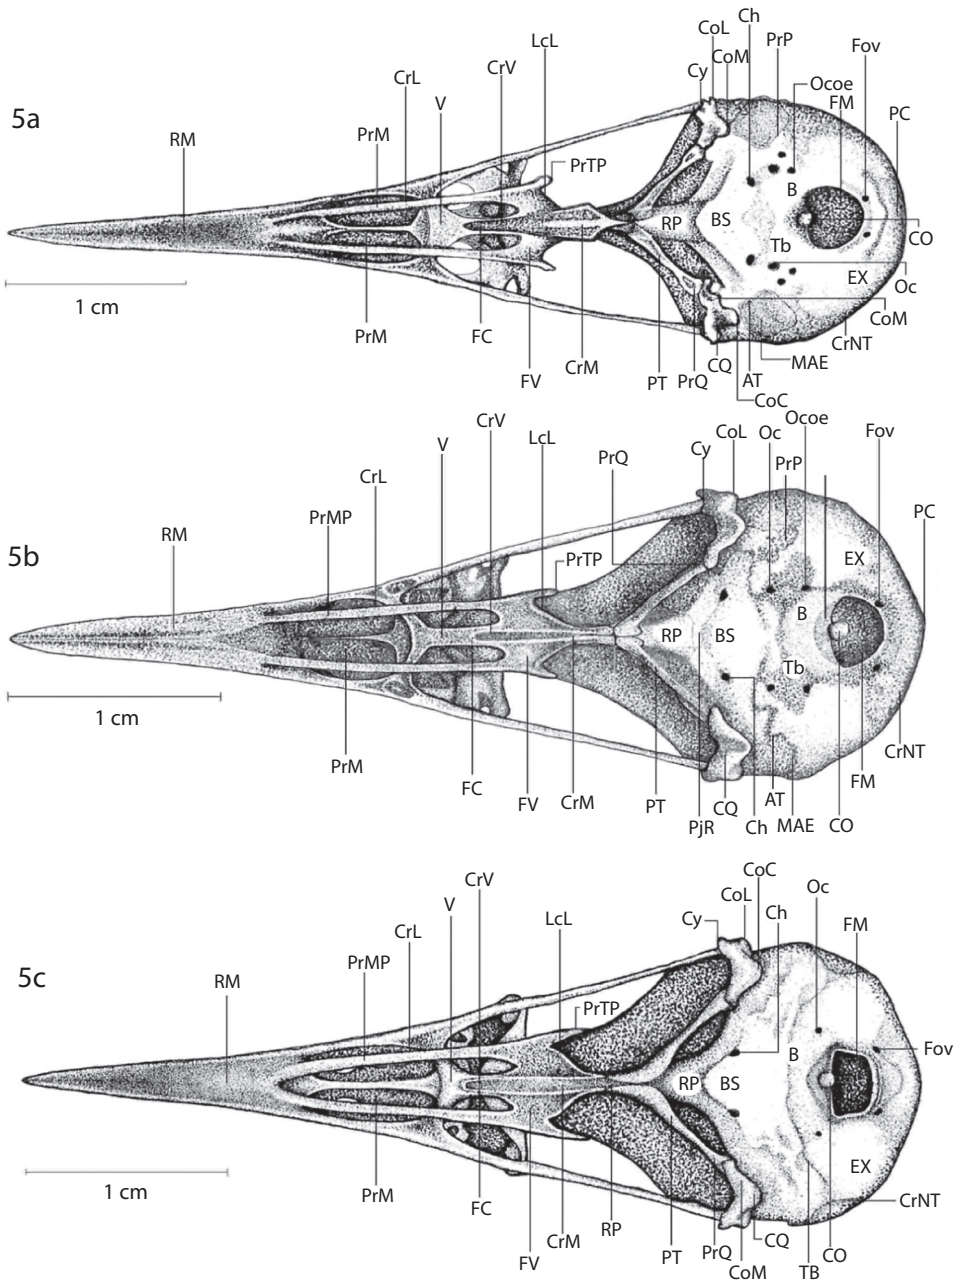 5a
RM
PrM
CrL
V
CrV
LcL
PrTP
Cy
CoL
CoM
Ch
PrP
Ocoe
FM
Fov
PC
B
RP
BS
Tb
CO
EX
Oc
CoM
CrNT
MAE
AT
CoC
CQ
PrQ
PT
CrM
FV
FC
PrM
1 cm
5b
RM
PrMP
CrL
V
CrV
LcL
PrTP
PrQ
Cy
CoL
Oc
Ocoe
PrP
Fov
PC
EX
B
RP
BS
Tb
CrNT
FM
CO
MAE
AT
Ch
CQ
PjR
PT
CrM
FV
FC
PrM
1 cm
5c
RM
PrMP
CrL
V
CrV
LcL
PrTP
Cy
CoL
CoC
Ch
Oc
FM
Fov
B
RP
BS
EX
CrNT
CO
TB
CQ
CoM
PrQ
PT
RP
CrM
FV
FC
PrM
1 cm